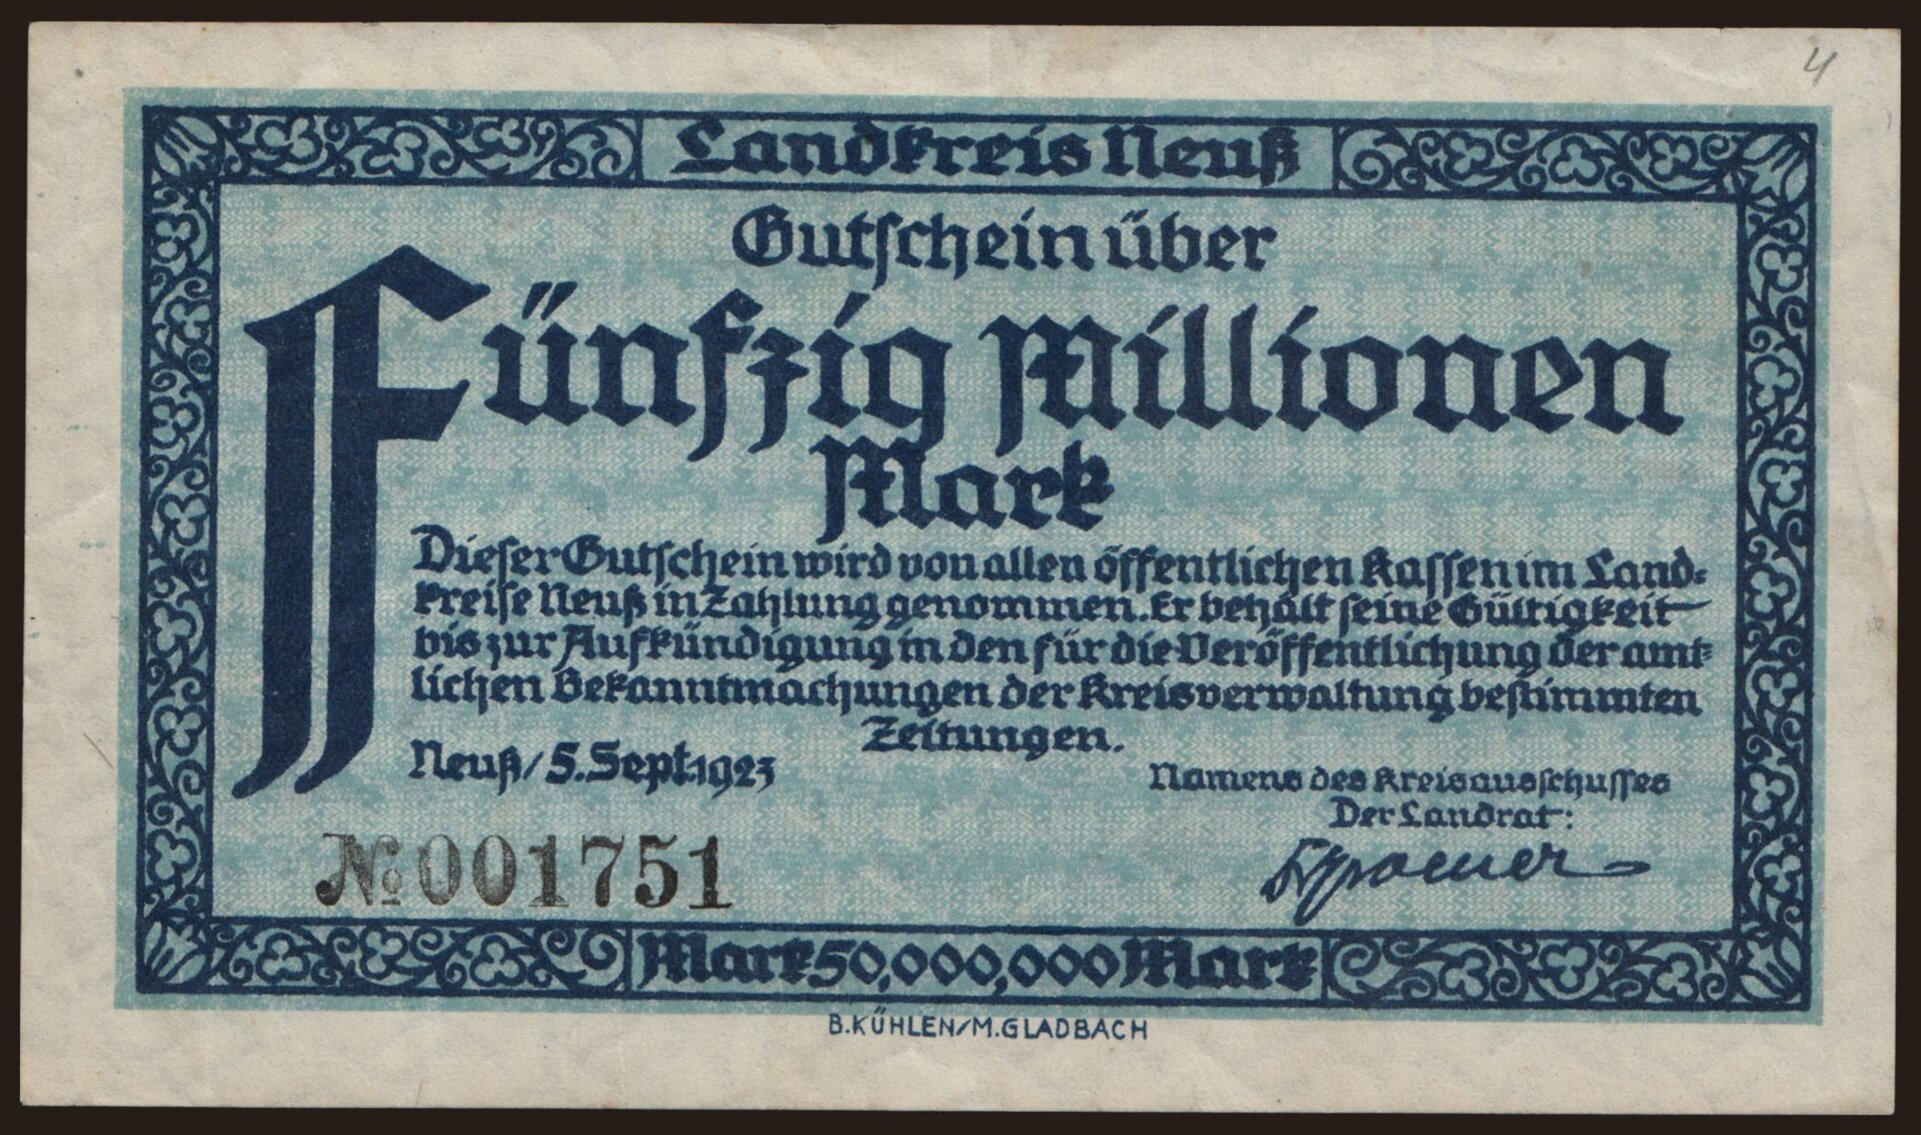 4
Landkreis Neuß
Gutschein über
Fünfzig Millionen
Mark
Dieser Gutschein wird von allen öffentlichen Kassen im Land-
kreise Neuß in Zahlung genommen. Er behält seine Gültigkeit
bis zur Aufkündigung in den für die Veröffentlichung der amt-
lichen Bekanntmachungen der Kreisverwaltung bestimmten
Zeitungen.
Neuß, 5. Sept. 1923
Namens des Kreisausschusses
Der Landrat:
№ 001751
Mark 50,000,000 Mark
B. KÜHLEN/M. GLADBACH